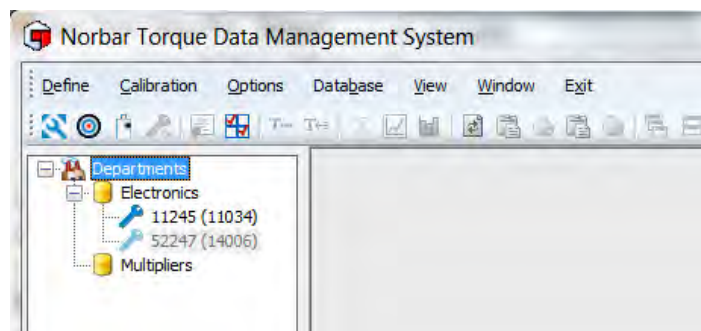 Norbar Torque Data Management System
Define Calibration Options Database View Window Exit
Departments
Electronics
11245 (11034)
52247 (14006)
Multipliers